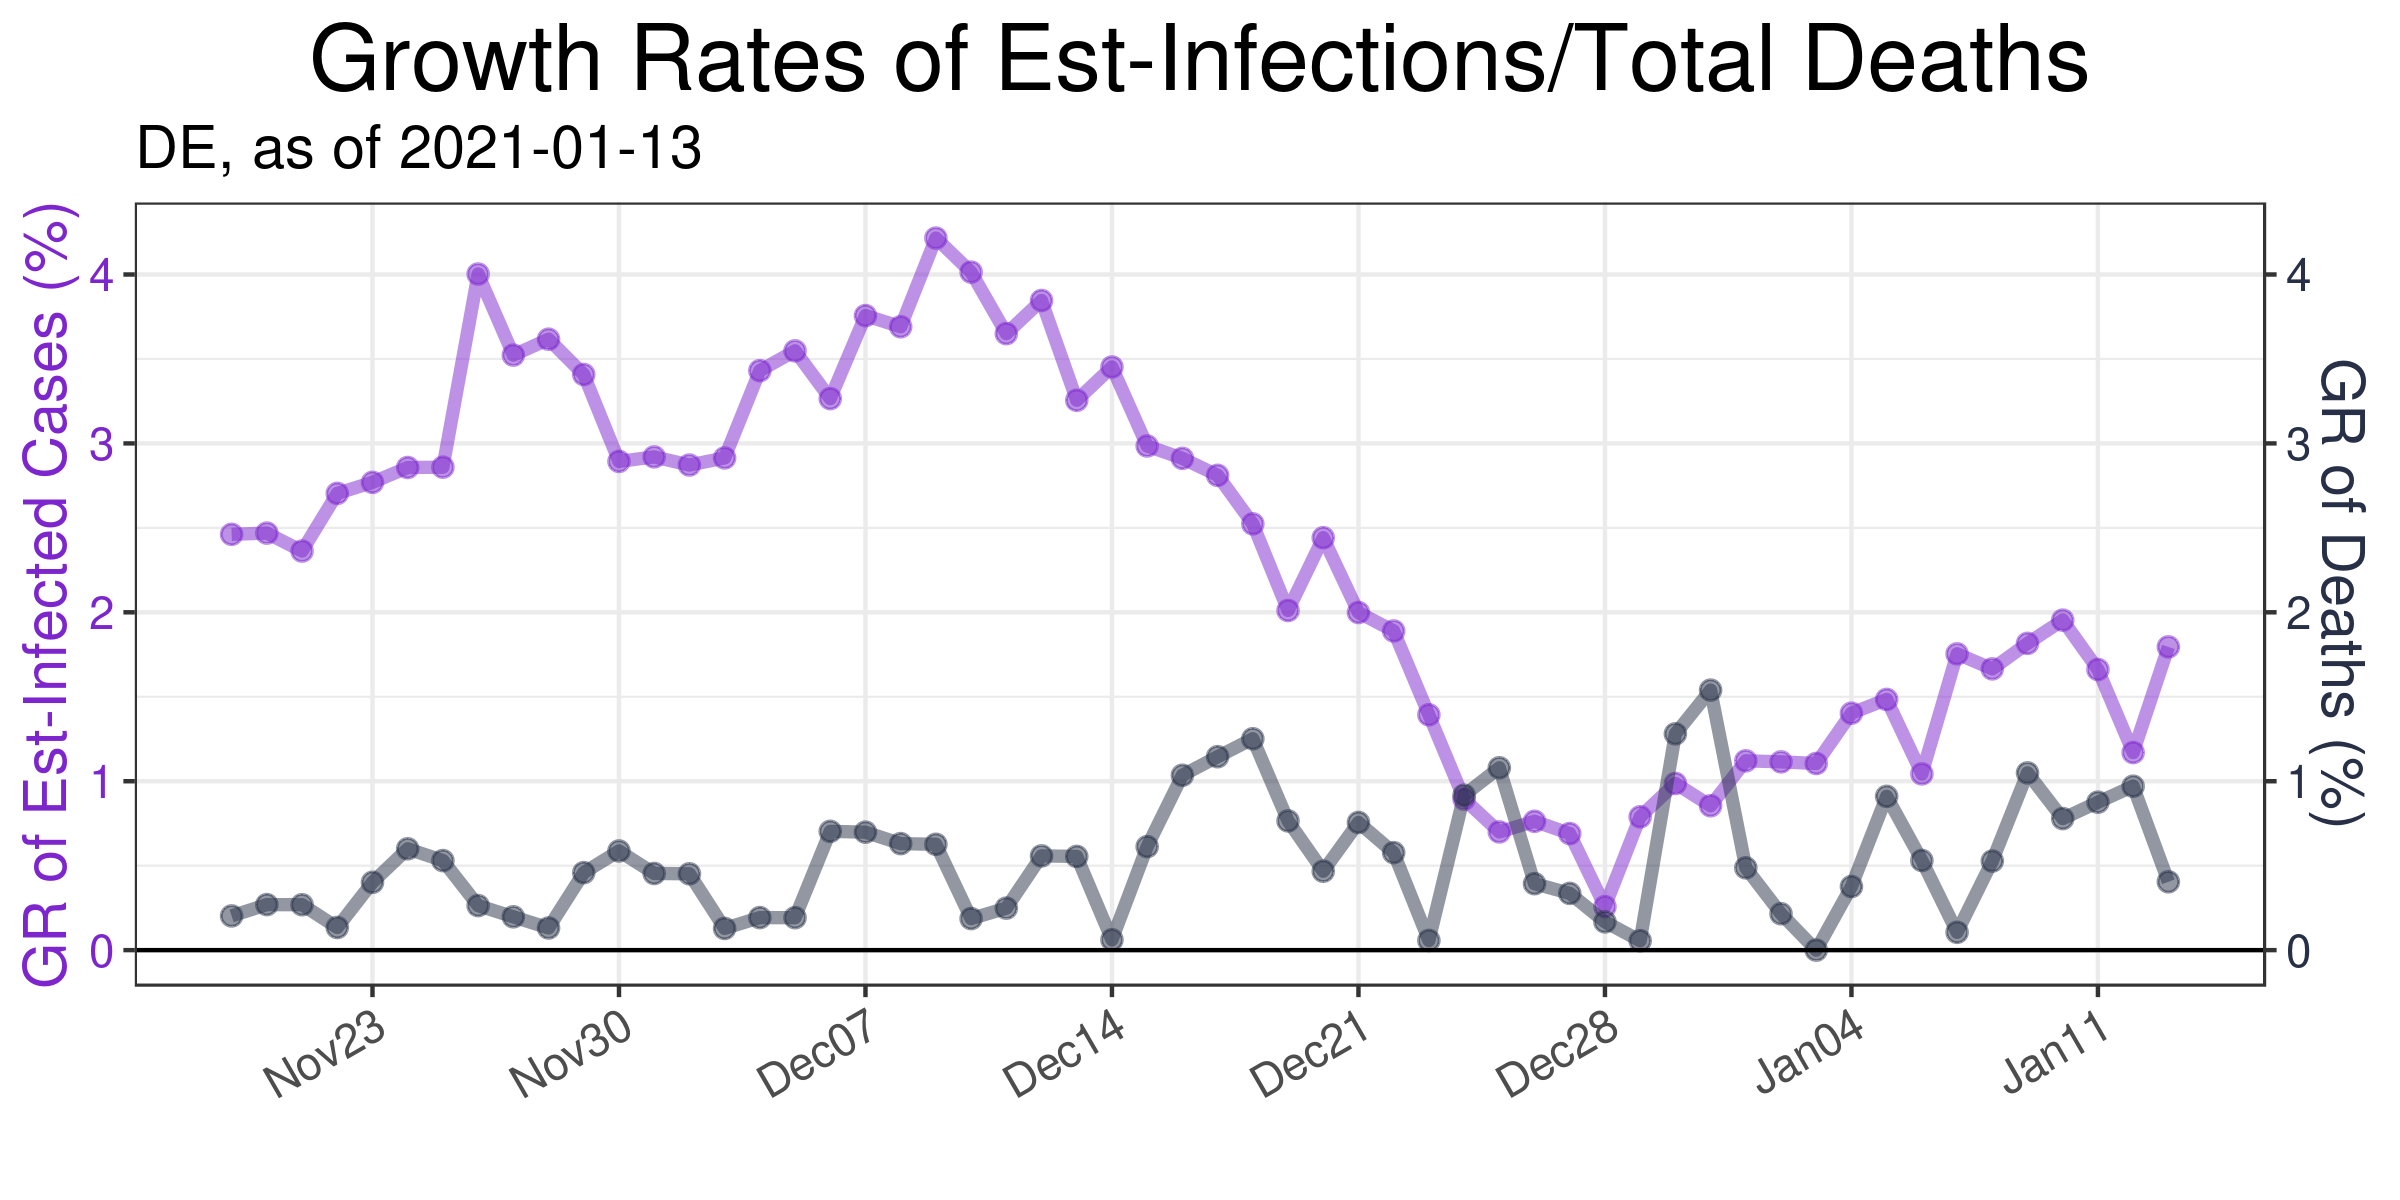 Growth Rates of Est-Infections/Total Deaths
DE, as of 2021-01-13
GR of Est-Infected Cases (%)
4
3
2
1
0
4
3
2
1
0
GR of Deaths (%)
Nov23
Nov30
Dec07
Dec14
Dec21
Dec28
Jan04
Jan11